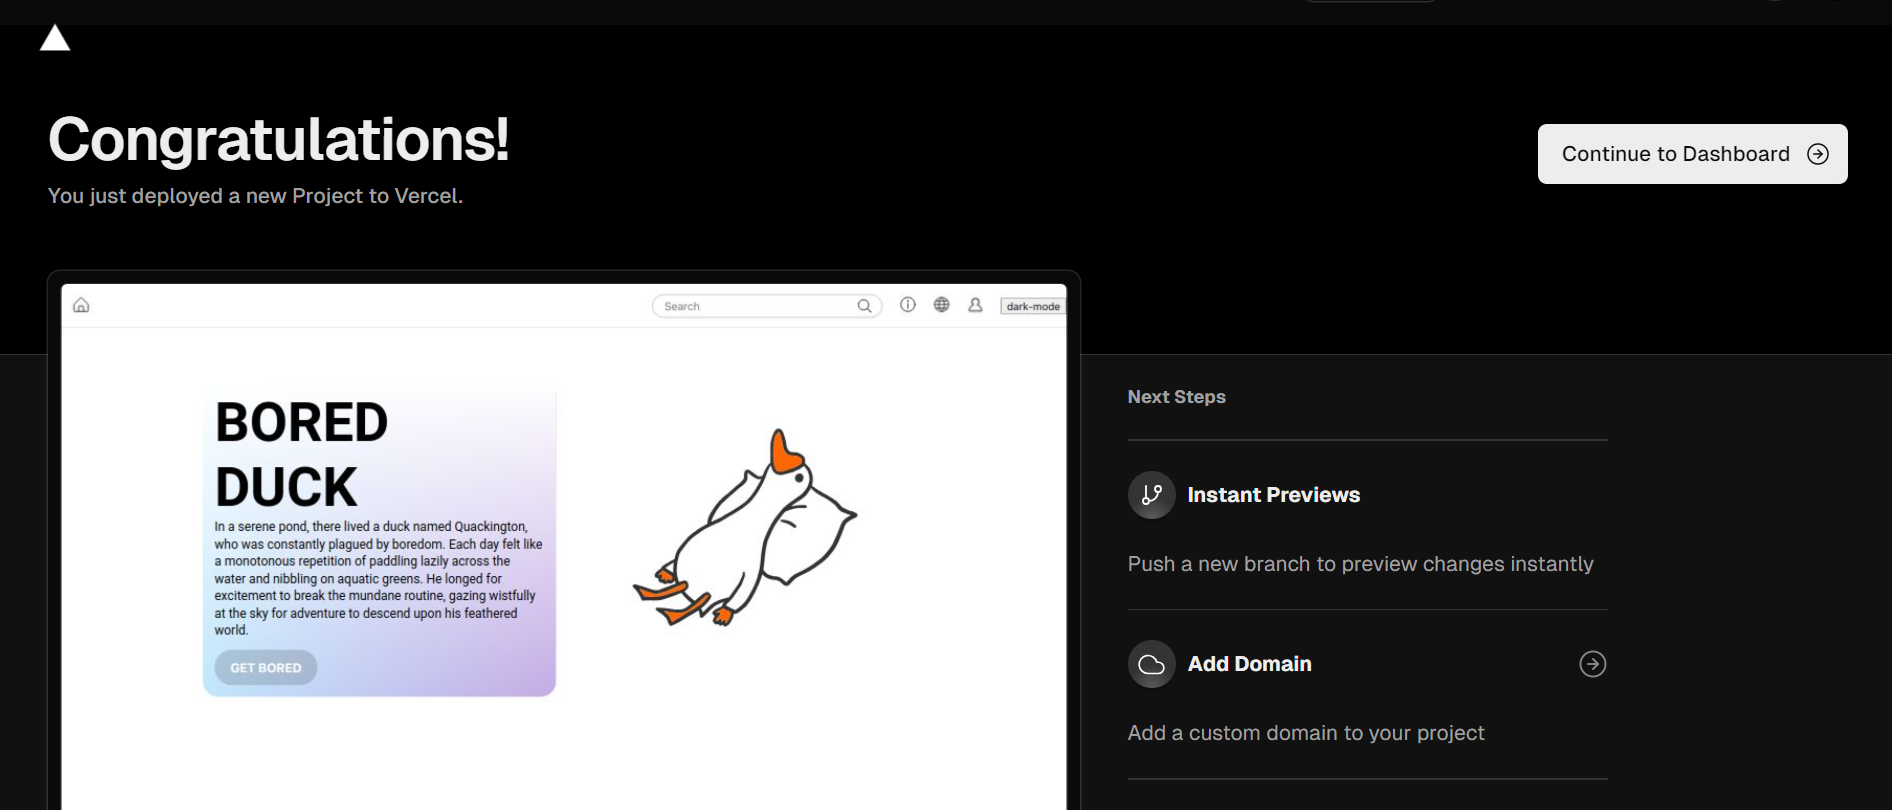 Congratulations!
You just deployed a new Project to Vercel.
Continue to Dashboard
Search
dark-mode
BORED
DUCK
In a serene pond, there lived a duck named Quackington,
who was constantly plagued by boredom. Each day felt like
a monotonous repetition of paddling lazily across the
water and nibbling on aquatic greens. He longed for
excitement to break the mundane routine, gazing wistfully
at the sky for adventure to descend upon his feathered
world.
GET BORED
Next Steps
Instant Previews
Push a new branch to preview changes instantly
Add Domain
Add a custom domain to your project